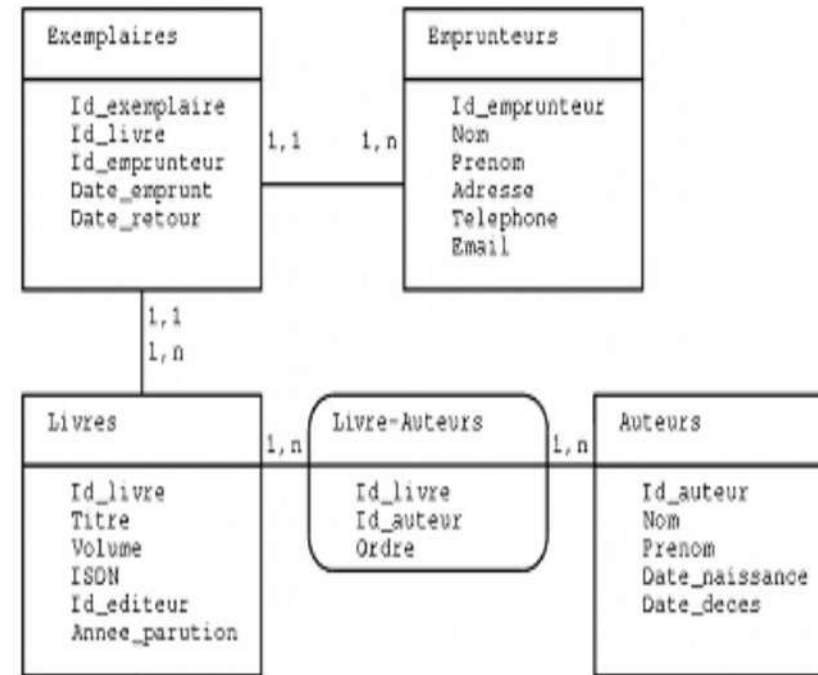 Exemplaires
Id_exemplaire
Id_livre
Id_emprunteur
Date_emprunt
Date_retour
1,1
1,n
Emprunteurs
Id_emprunteur
Nom
Prenom
Adresse
Telephone
Email
1,1
1,n
Livres
Id_livre
Titre
Volume
ISDN
Id_editeur
Annee_parution
1,n
Livre-Auteurs
Id_livre
Id_auteur
Ordre
1,n
Auteurs
Id_auteur
Nom
Prenom
Date_naissance
Date_deces